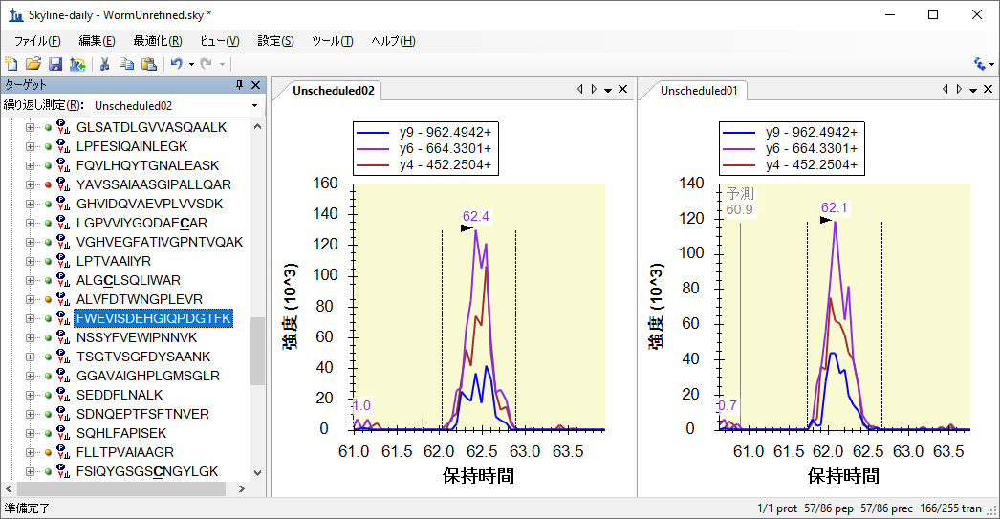 Skyline-daily - WormUnrefined.sky *
ファイル(F) 編集(E) 最適化(R) ビュー(V) 設定(S) ツール(T) ヘルプ(H)
ターゲット
繰り返し測定(R): Unscheduled02
GLSATDLGVVASQAALK
LPFESIQAINLEGK
FQVLHQYTGNALEASK
YAVSSAIAASGIPALLQAR
GHVIDQVAEVPLVVSDK
LGPVVIYGQDAECAR
VGHVEGFATIVGPNTVQAK
LPTVAAIIYR
ALGCLSQLIWAR
ALVFDTWNGPLEVR
FWEVISDEHGIQPDGTFK
NSSYFVEWIPNNVK
TSGTVSGFDYSAANK
GGAVAIGHPLGMSGLR
SEDDFLNALK
SDNQEPTFSFTNVER
SQHLFAPISEK
FLLTPVAIAAGR
FSIQYGSGSCNGYLGK
Unscheduled02
y9 - 962.4942+
y6 - 664.3301+
y4 - 452.2504+
160
140
120
100
80
60
40
20
0
強度 (10^3)
62.4
1.0
61.0 61.5 62.0 62.5 63.0 63.5
保持時間
Unscheduled01
y9 - 962.4942+
y6 - 664.3301+
y4 - 452.2504+
140
120
100
80
60
40
20
0
強度 (10^3)
予測
60.9
62.1
0.7
61.0 61.5 62.0 62.5 63.0 63.5
保持時間
準備完了
1/1 prot 57/86 pep 57/86 prec 166/255 tran